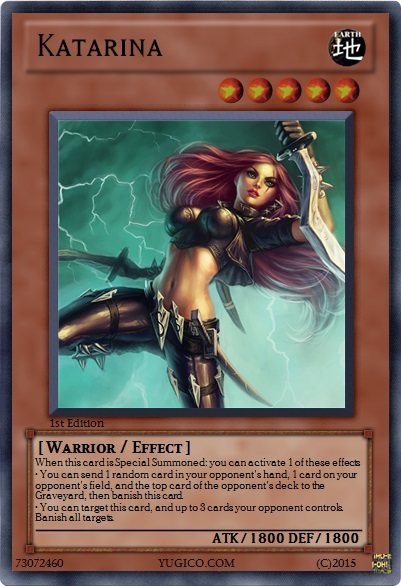 KATARINA
EARTH
地
1st Edition
[WARRIOR / EFFECT]
When this card is Special Summoned: you can activate 1 of these effects
• You can send 1 random card in your opponent's hand, 1 card on your
opponent's field, and the top card of the opponent's deck to the
Graveyard, then banish this card.
• You can target this card, and up to 3 cards your opponent controls.
Banish all targets.
ATK / 1800 DEF / 1800
73072460
YUGICO.COM
(C)2015